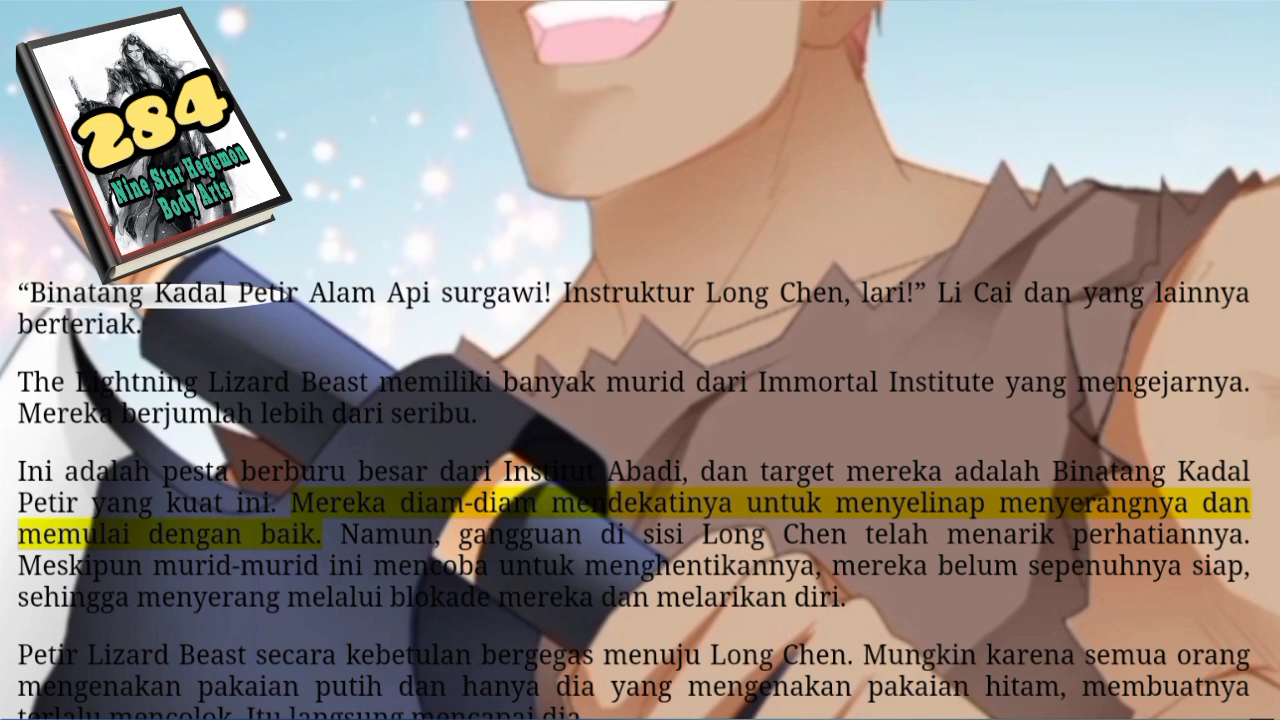 284
Nine Star Hegemon
Body Arts
“Binatang Kadal Petir Alam Api surgawi! Instruktur Long Chen, lari!” Li Cai dan yang lainnya
berteriak.
The Lightning Lizard Beast memiliki banyak murid dari Immortal Institute yang mengejarnya.
Mereka berjumlah lebih dari seribu.
Ini adalah pesta berburu besar dari Institut Abadi, dan target mereka adalah Binatang Kadal
Petir yang kuat ini. Mereka diam-diam mendekatinya untuk menyelinap menyerangnya dan
memulai dengan baik. Namun, gangguan di sisi Long Chen telah menarik perhatiannya.
Meskipun murid-murid ini mencoba untuk menghentikannya, mereka belum sepenuhnya siap,
sehingga menyerang melalui blokade mereka dan melarikan diri.
Petir Lizard Beast secara kebetulan bergegas menuju Long Chen. Mungkin karena semua orang
mengenakan pakaian putih dan hanya dia yang mengenakan pakaian hitam, membuatnya
terlalu mencolok. Itu langsung mencapai dia.